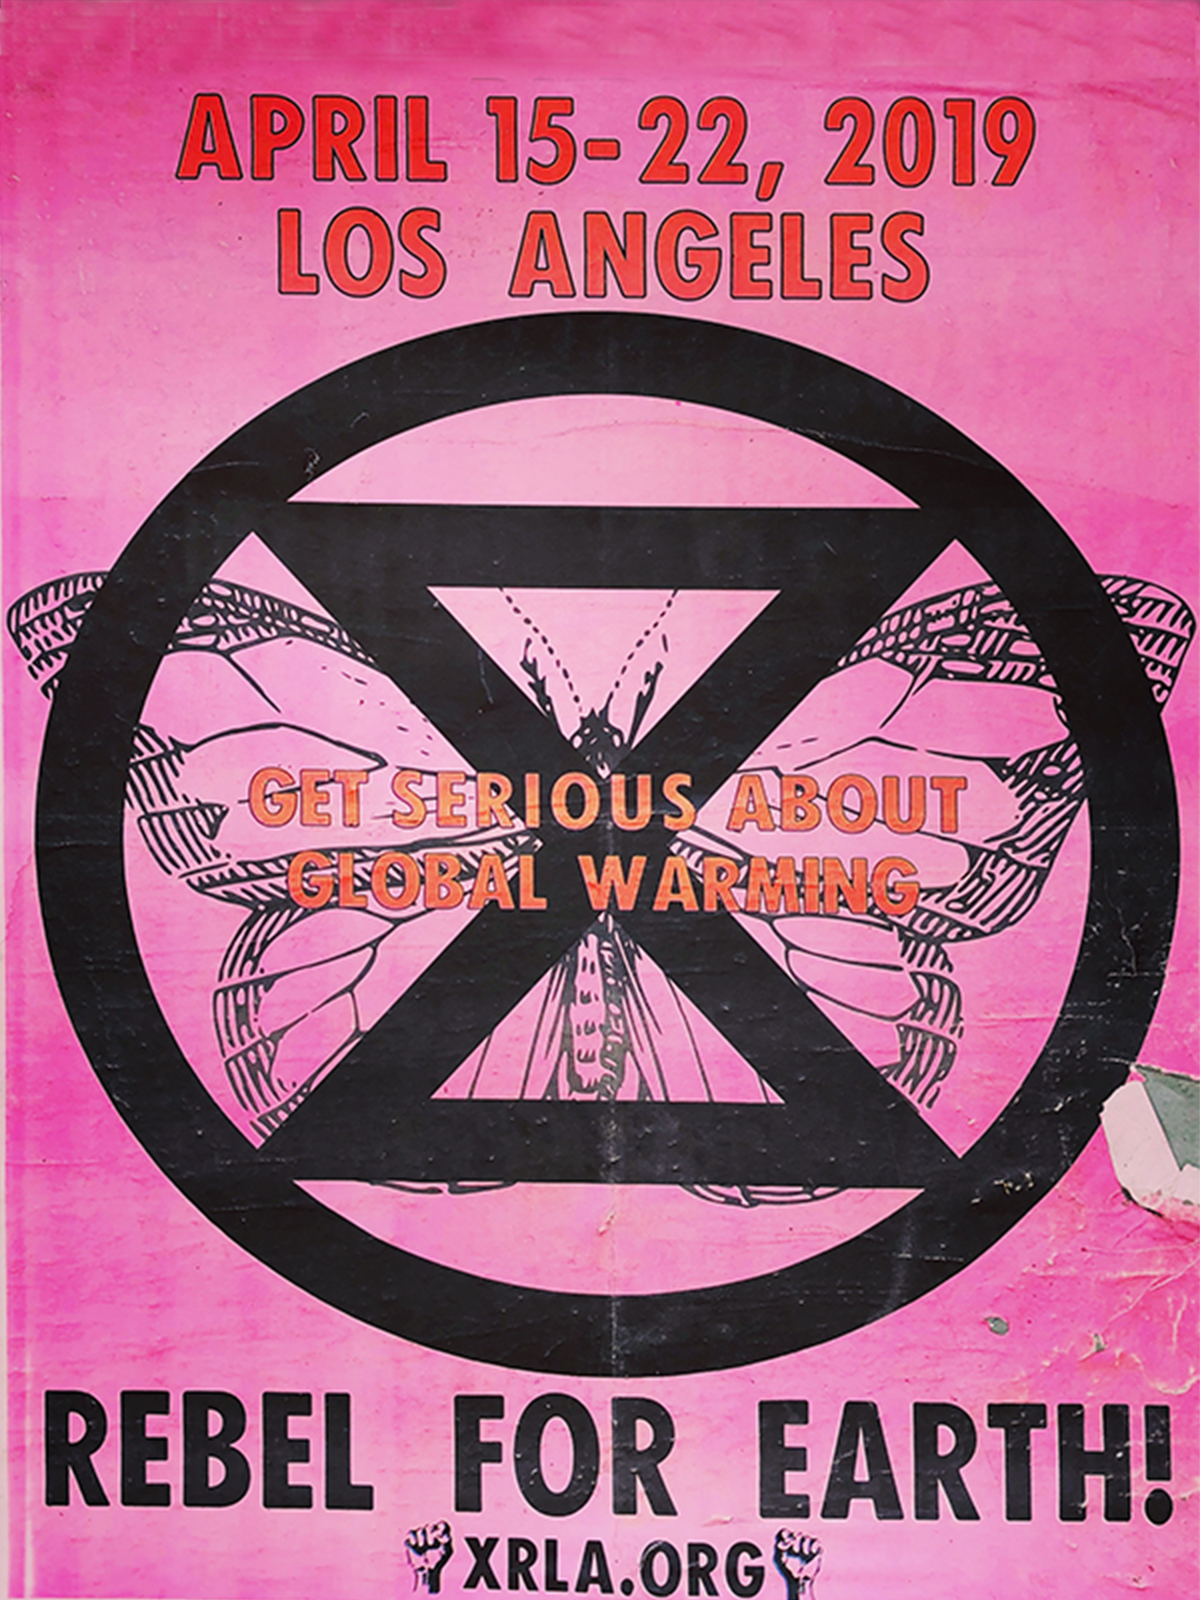 APRIL 15-22, 2019
LOS ANGELES
GET SERIOUS ABOUT
GLOBAL WARMING
REBEL FOR EARTH!
XRLA.ORG